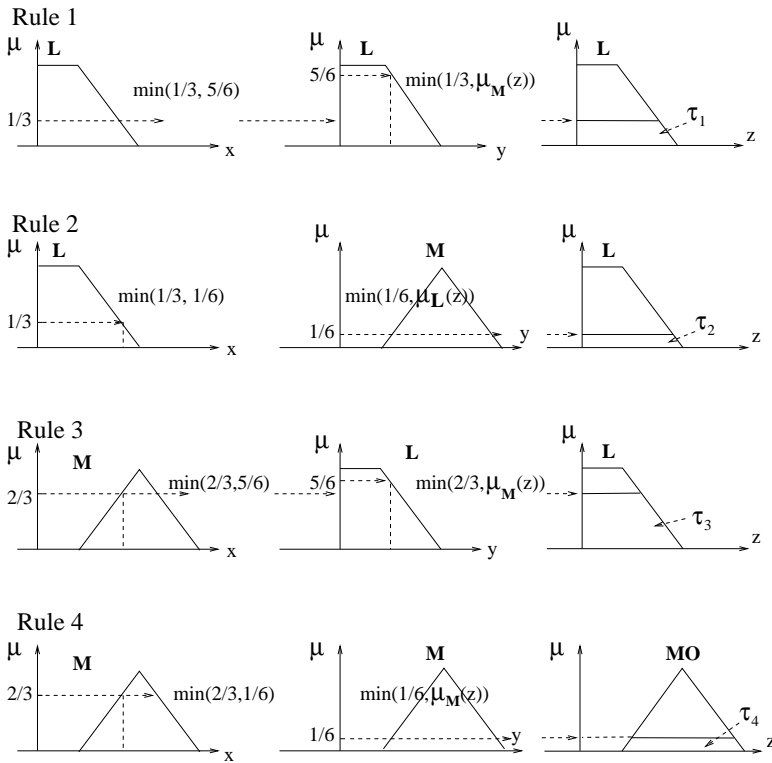 Rule 1
μ L μ L μ L
5/6 min(1/3, 5/6) min(1/3, μM(z))
1/3 τ1
x y z
Rule 2
μ L μ M μ L
min(1/3, 1/6) min(1/6, μL(z))
1/3 1/6 τ2
x y z
Rule 3
μ M μ L μ L
2/3 min(2/3,5/6) 5/6 min(2/3, μM(z))
τ3
x y z
Rule 4
μ M μ M μ MO
2/3 min(2/3,1/6) min(1/6, μM(z))
1/6 τ4
x y z